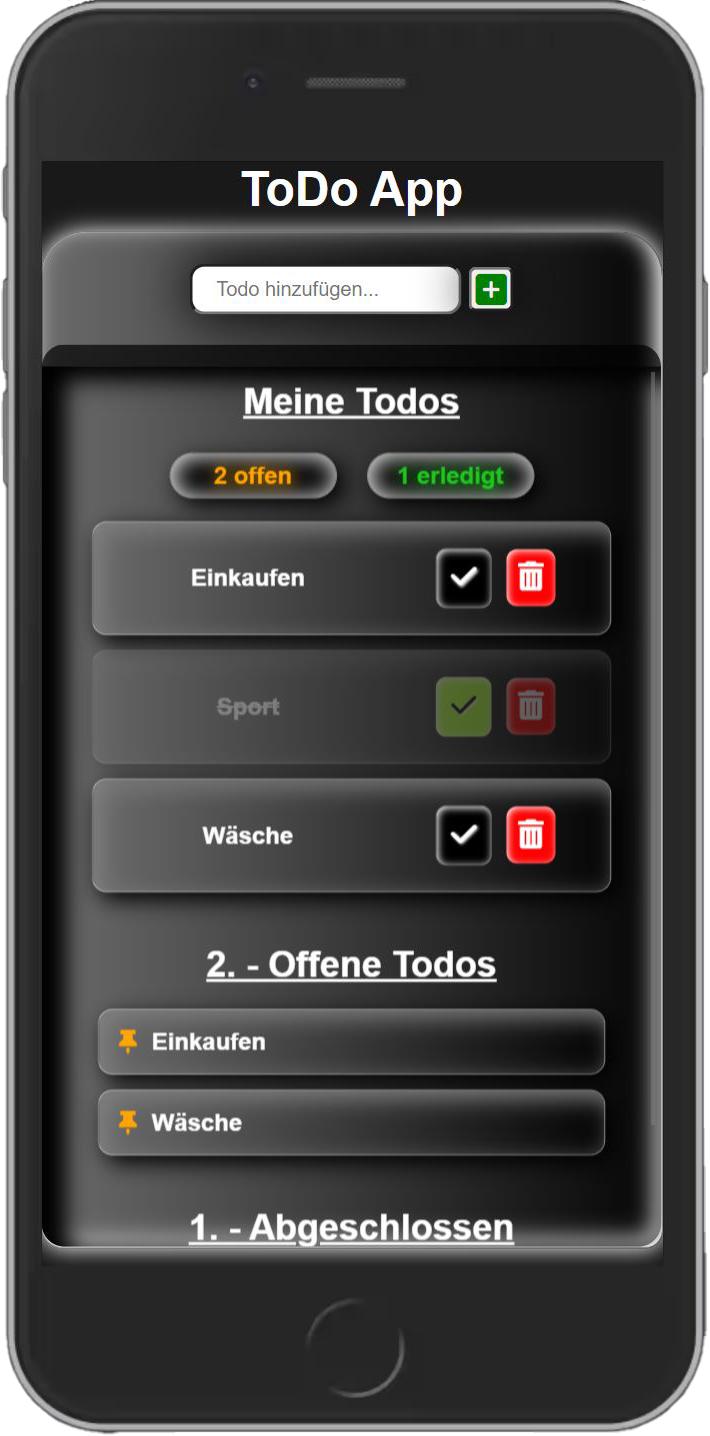 ToDo App
Todo hinzufügen...
Meine Todos
2 offen
1 erledigt
Einkaufen
Sport
Wäsche
2. - Offene Todos
Einkaufen
Wäsche
1. - Abgeschlossen